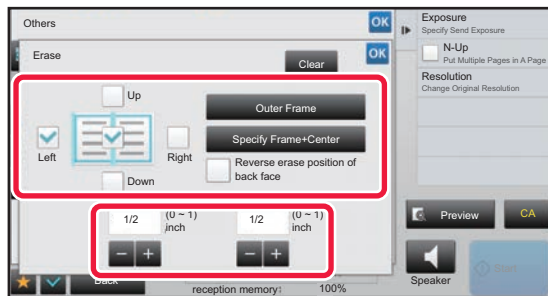 Others
OK
Erase
Clear
OK
Up
Left
Right
Down
Outer Frame
Specify Frame+Center
Reverse erase position of
back face
1/2
(0 ~ 1)
inch
1/2
(0 ~ 1)
inch
Back
reception memory:
100%
Exposure
Specify Send Exposure
N-Up
Put Multiple Pages in A Page
Resolution
Change Original Resolution
Preview
CA
Speaker
Start